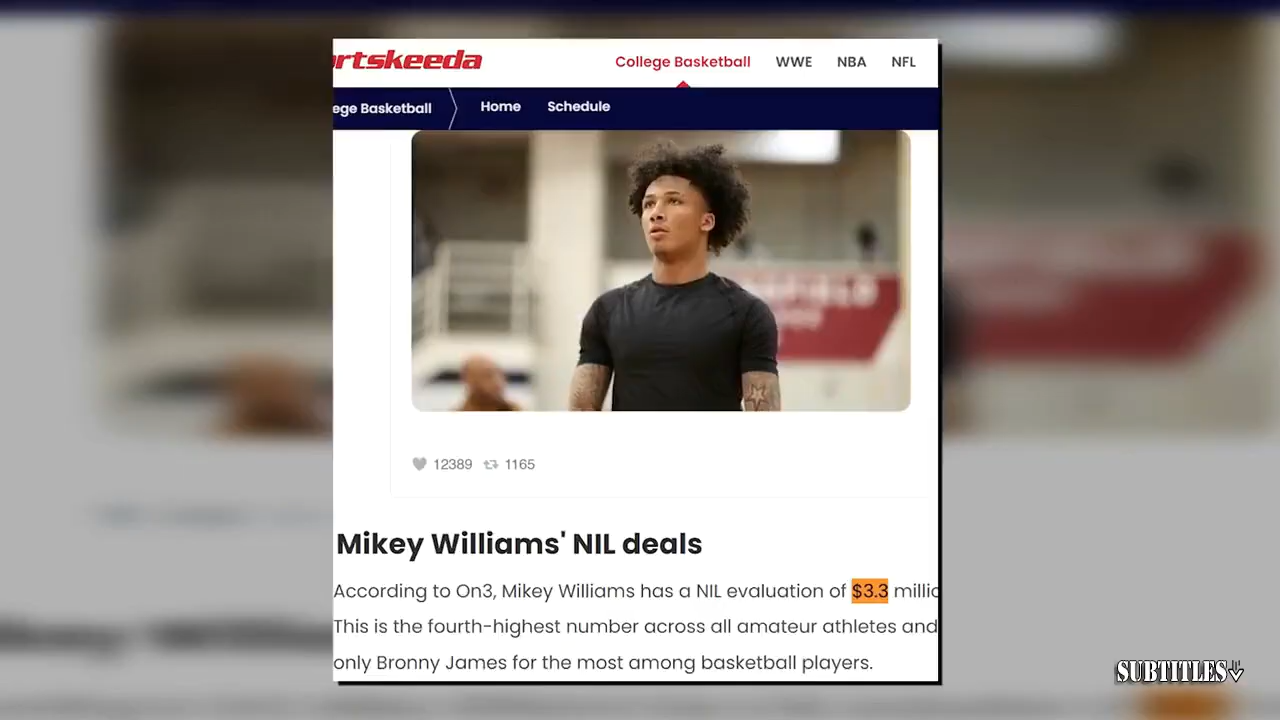 rtskeeda
College Basketball WWE NBA NFL
ege Basketball Home Schedule
12389 1165
Mikey Williams' NIL deals
According to On3, Mikey Williams has a NIL evaluation of $3.3 millio
This is the fourth-highest number across all amateur athletes and
only Bronny James for the most among basketball players.
SUBTITLES